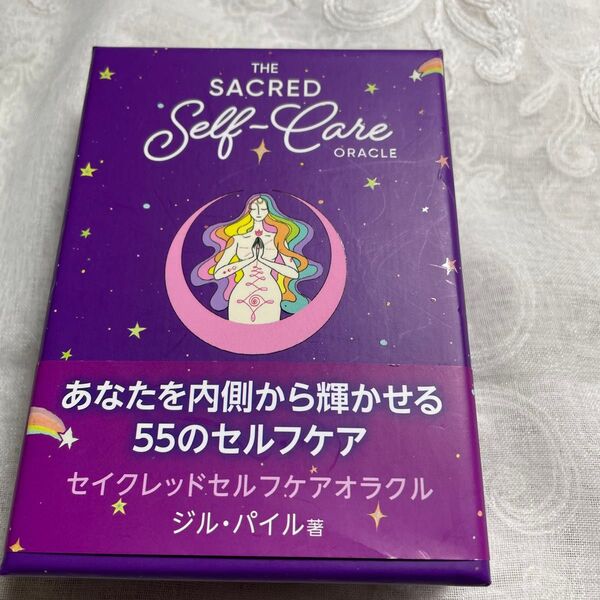 THE
SACRED
Self-Care
ORACLE
あなたを内側から輝かせる
55のセルフケア
セイクレッドセルフケアオラクル
ジル・パイル著